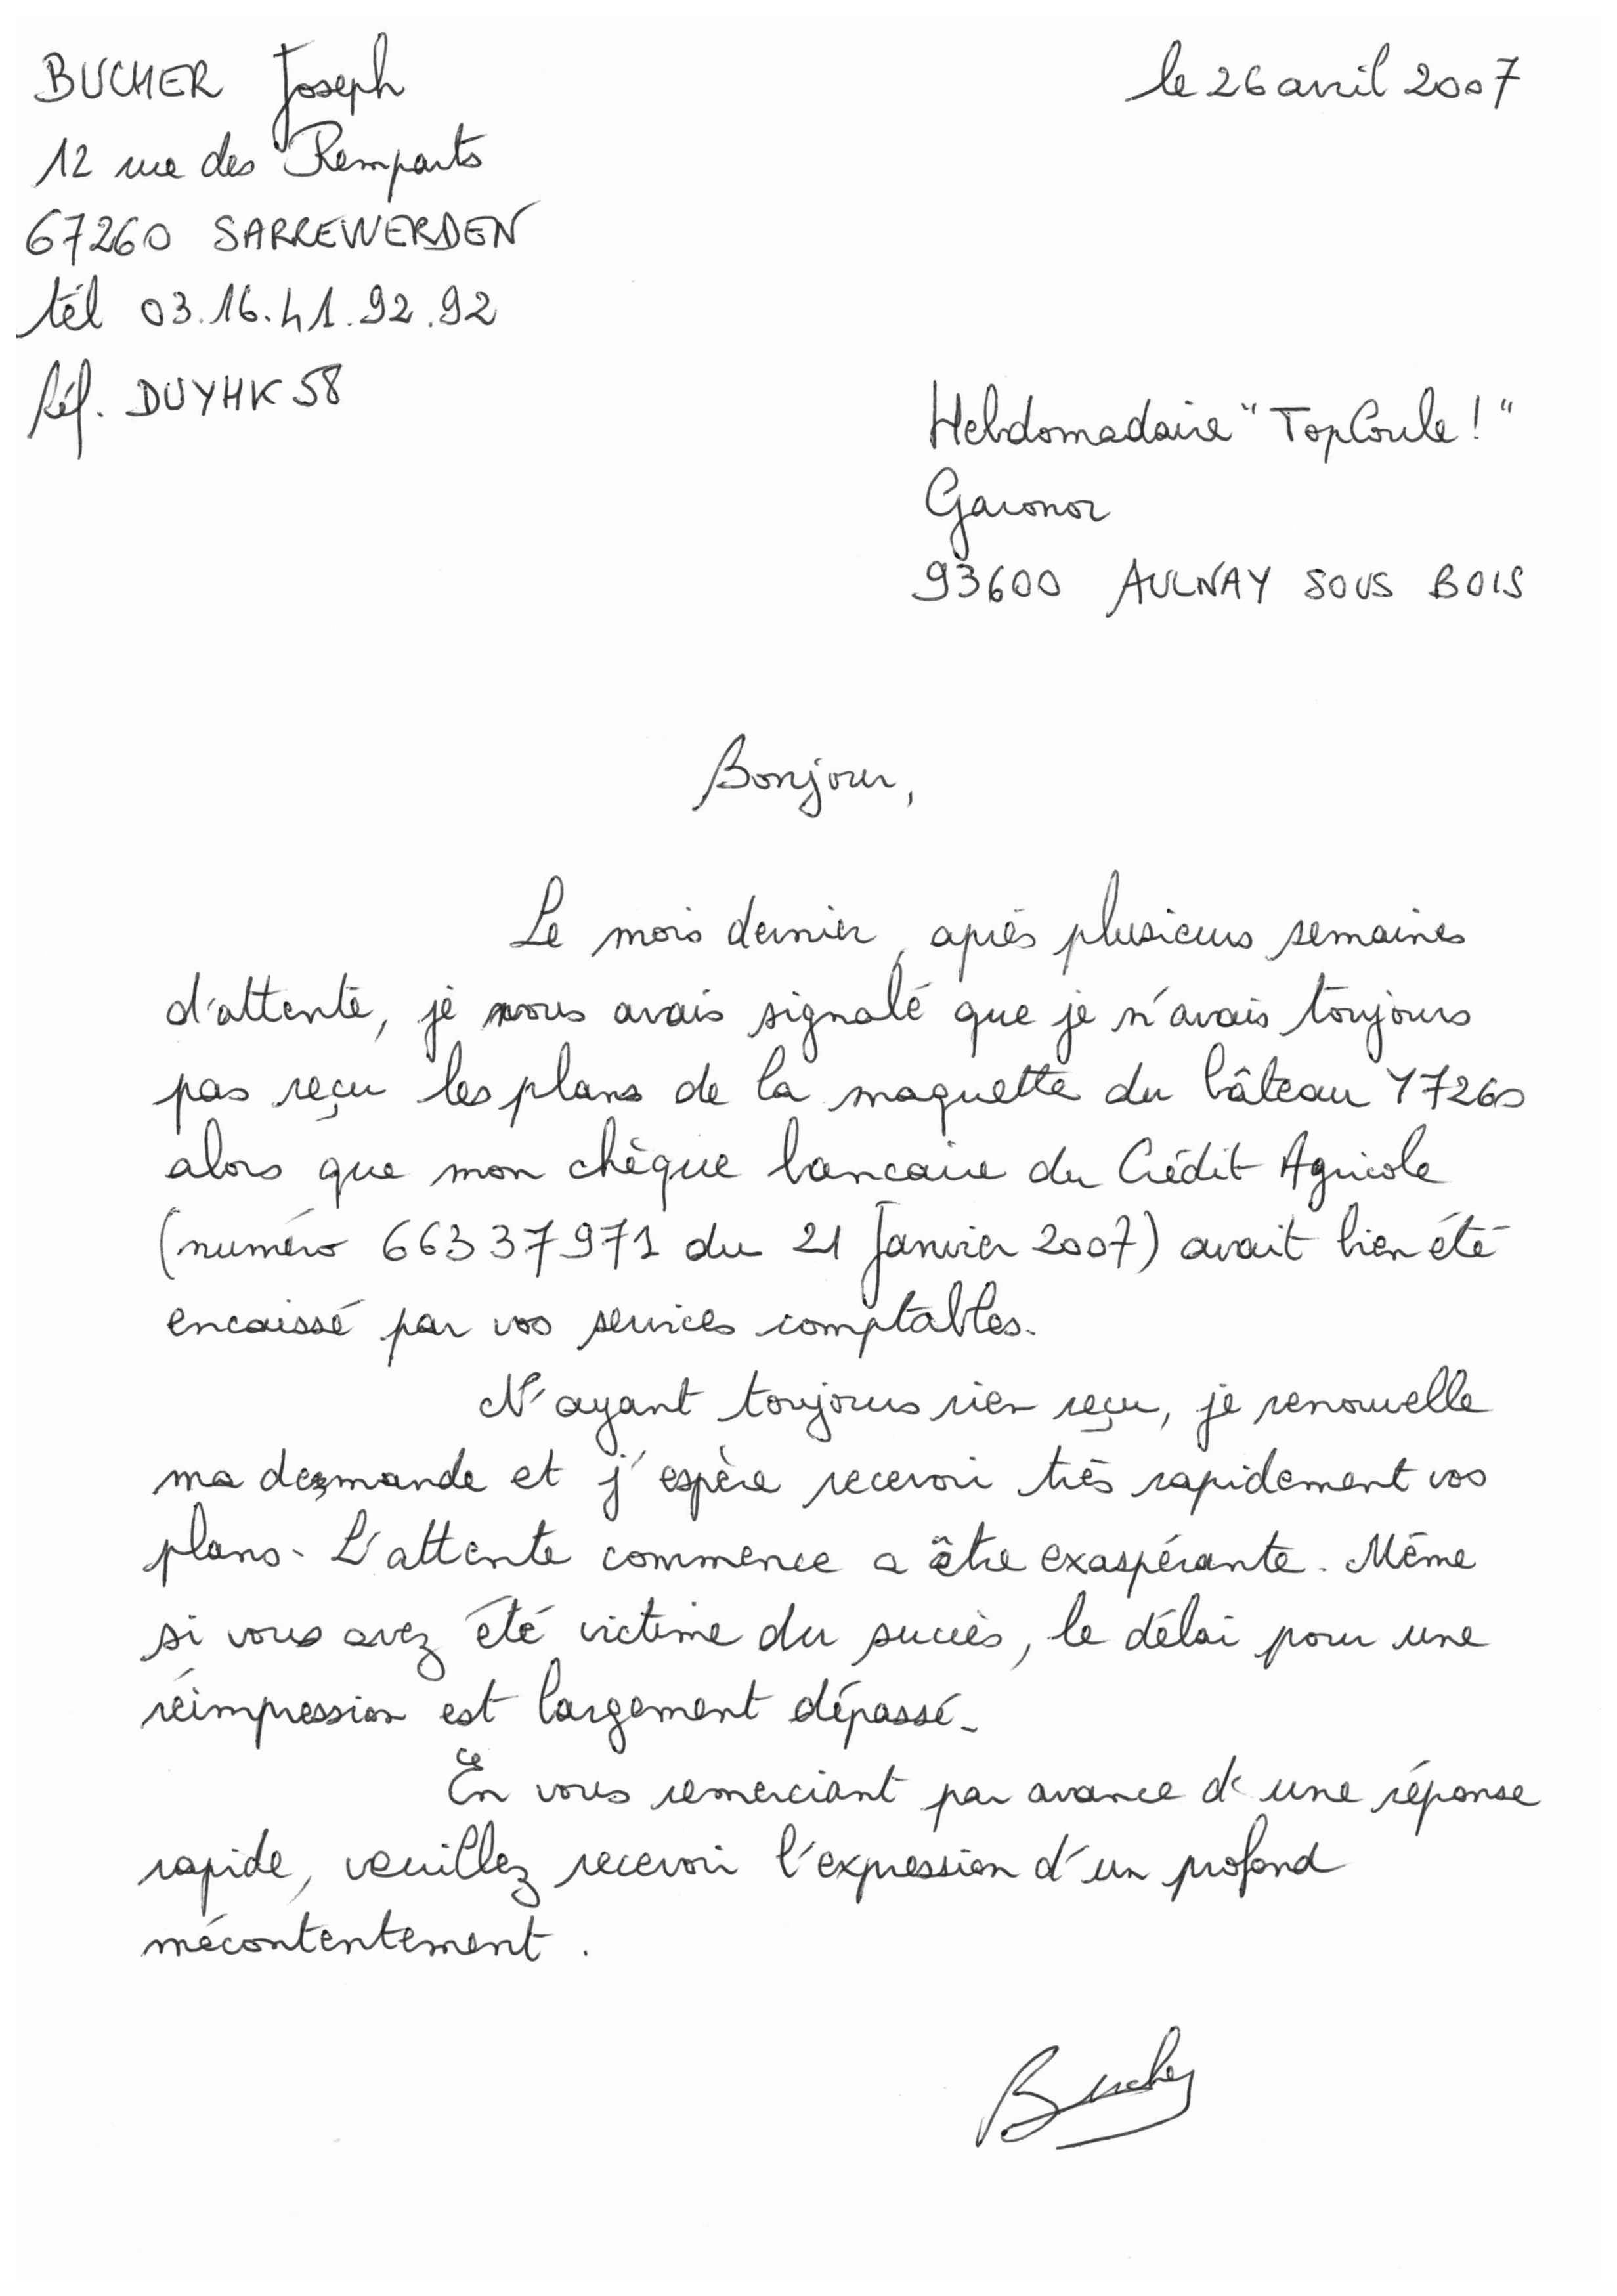 BUCHER Joseph
le 26 avril 2007
12 rue des Remparts
67260 SARREWERDEN
tél 03.16.41.92.92
Réf. DUYHK58
Hebdomadaire "TopCoule!"
Garonor
93600 AULNAY SOUS BOIS
Bonjour,
Le mois dernier, après plusieurs semaines
d'attente, je vous avais signalé que je n'avais toujours
pas reçu les plans de la maquette du bâteau Y7260
alors que mon chèque bancaire du Crédit Agricole
(numéro 66337971 du 21 Janvier 2007) avait bien été
encaissé par vos services comptables.
N'ayant toujours rien reçu, je renouvelle
ma demande et j'espère recevoir très rapidement vos
plans. L'attente commence a être exaspérante. Même
si vous avez été victime du succès, le délai pour une
réimpression est largement dépassé.
En vous remerciant par avance d'une réponse
rapide, veuillez recevoir l'expression d'un profond
mécontentement.
Bucher